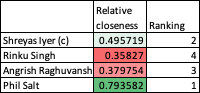 Relative closeness Ranking
Shreyas Iyer (c) 0.495719 2
Rinku Singh 0.35827 4
Angrish Raghuvansh 0.379754 3
Phil Salt 0.793582 1